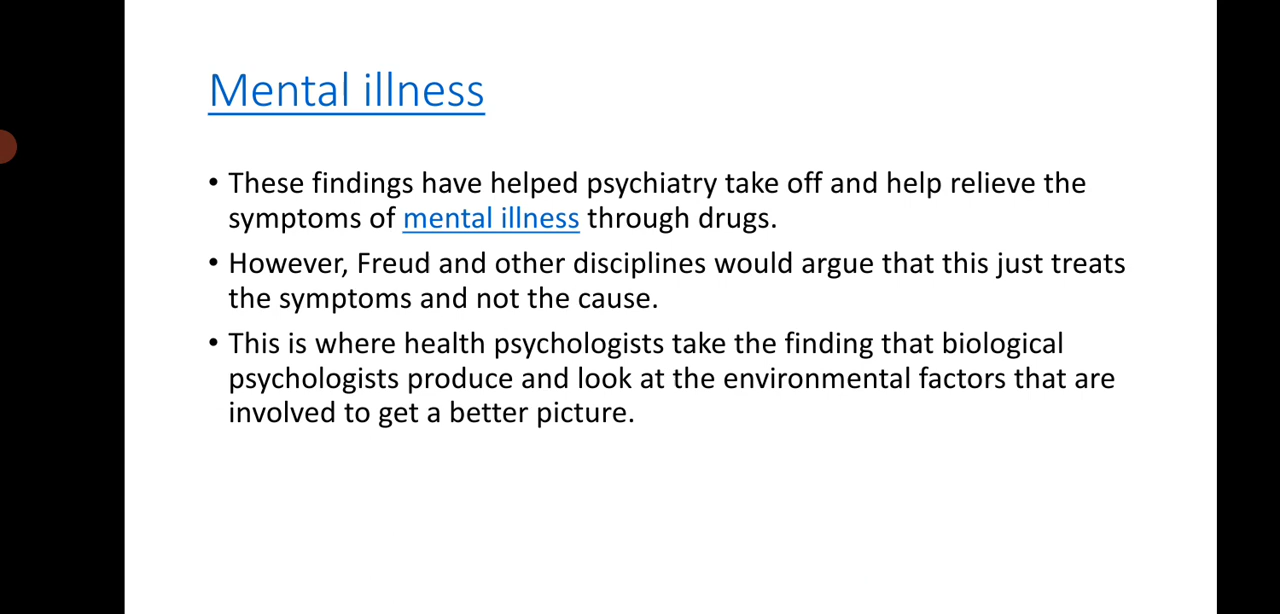 Mental illness
• These findings have helped psychiatry take off and help relieve the
symptoms of mental illness through drugs.
• However, Freud and other disciplines would argue that this just treats
the symptoms and not the cause.
• This is where health psychologists take the finding that biological
psychologists produce and look at the environmental factors that are
involved to get a better picture.